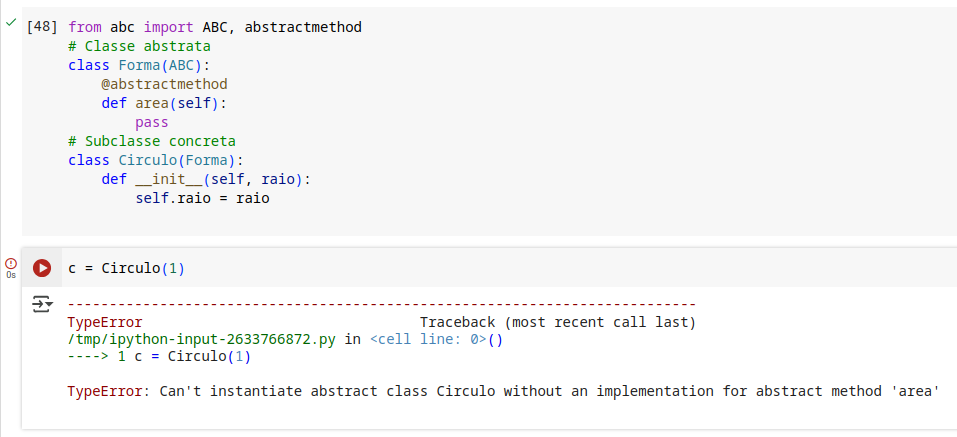 [48] from abc import ABC, abstractmethod
# Classe abstrata
class Forma(ABC):
    @abstractmethod
    def area(self):
        pass
# Subclasse concreta
class Circulo(Forma):
    def __init__(self, raio):
        self.raio = raio
0s
c = Circulo(1)
---------------------------------------------------------------------------
TypeError                                 Traceback (most recent call last)
/tmp/ipython-input-2633766872.py in <cell line: 0>()
----> 1 c = Circulo(1)
TypeError: Can't instantiate abstract class Circulo without an implementation for abstract method 'area'